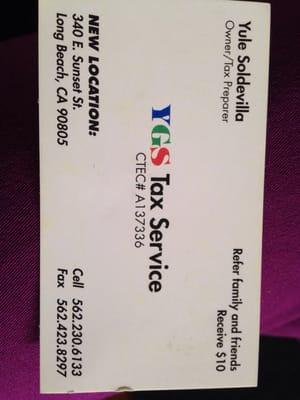 Yule Soldevilla
Owner/Tax Preparer
Refer family and friends
Receive $10
YGS Tax Service
CTEC# A137336
NEW LOCATION:
340 E. Sunset St.
Long Beach, CA 90805
Cell 562.230.6133
Fax 562.423.8297